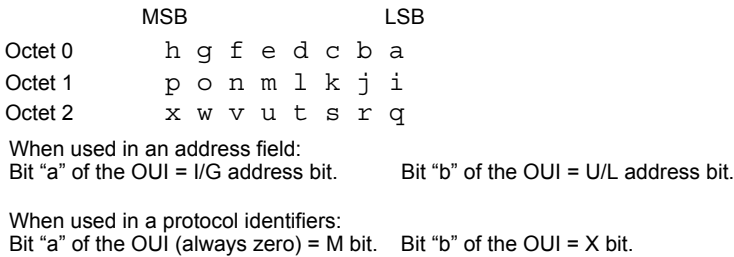 MSB LSB
Octet 0 h g f e d c b a
Octet 1 p o n m l k j i
Octet 2 x w v u t s r q
When used in an address field:
Bit “a” of the OUI = I/G address bit. Bit “b” of the OUI = U/L address bit.
When used in a protocol identifiers:
Bit “a” of the OUI (always zero) = M bit. Bit “b” of the OUI = X bit.